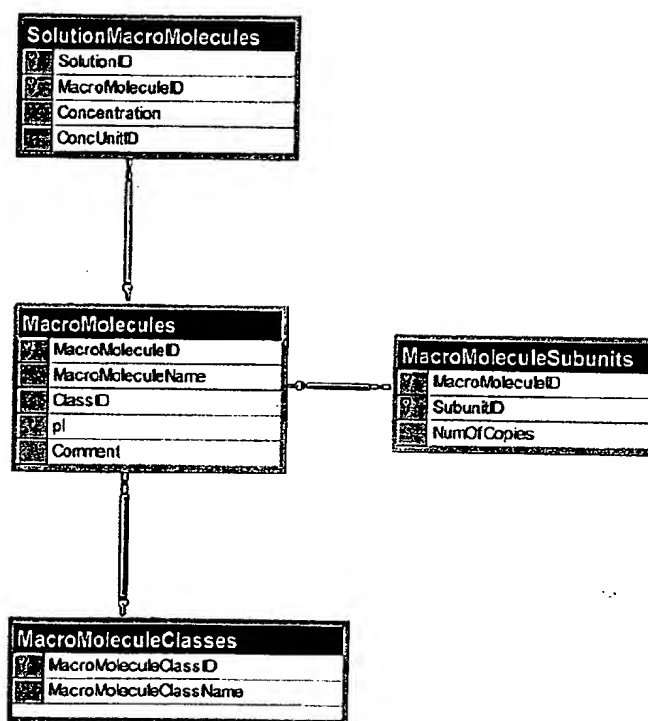 SolutionMacroMolecules
SolutionID
MacroMoleculeID
Concentration
ConcUnitID
MacroMolecules
MacroMoleculeID
MacroMoleculeName
ClassID
pI
Comment
MacroMoleculeSubunits
MacroMoleculeID
SubunitID
NumOfCopies
MacroMoleculeClasses
MacroMoleculeClassID
MacroMoleculeClassName